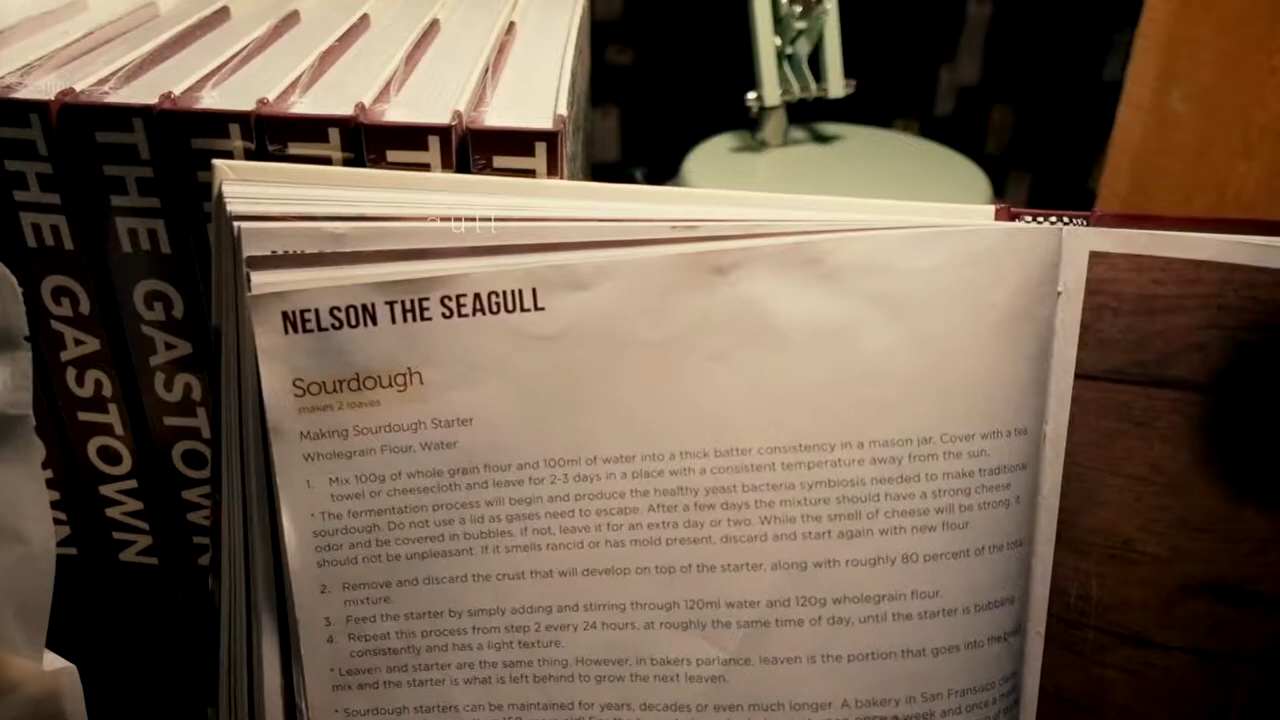 THE GASTOWN
THE GASTOWN
T
T
T
T
gull
NELSON THE SEAGULL
Sourdough
makes 2 loaves
Making Sourdough Starter
Wholegrain Flour, Water
1. Mix 100g of whole grain flour and 100ml of water into a thick batter consistency in a mason jar. Cover with a tea
towel or cheesecloth and leave for 2-3 days in a place with a consistent temperature away from the sun.
* The fermentation process will begin and produce the healthy yeast bacteria symbiosis needed to make traditional
sourdough. Do not use a lid as gases need to escape. After a few days the mixture should have a strong cheese
odor and be covered in bubbles. If not, leave it for an extra day or two. While the smell of cheese will be strong, it
should not be unpleasant. If it smells rancid or has mold present, discard and start again with new flour.
2. Remove and discard the crust that will develop on top of the starter, along with roughly 80 percent of the total
mixture.
3. Feed the starter by simply adding and stirring through 120ml water and 120g wholegrain flour.
4. Repeat this process from step 2 every 24 hours, at roughly the same time of day, until the starter is bubbling
consistently and has a light texture.
* Leaven and starter are the same thing. However, in bakers parlance, leaven is the portion that goes into the bread
mix and the starter is what is left behind to grow the next leaven.
* Sourdough starters can be maintained for years, decades or even much longer. A bakery in San Fransisco
once a week and once a